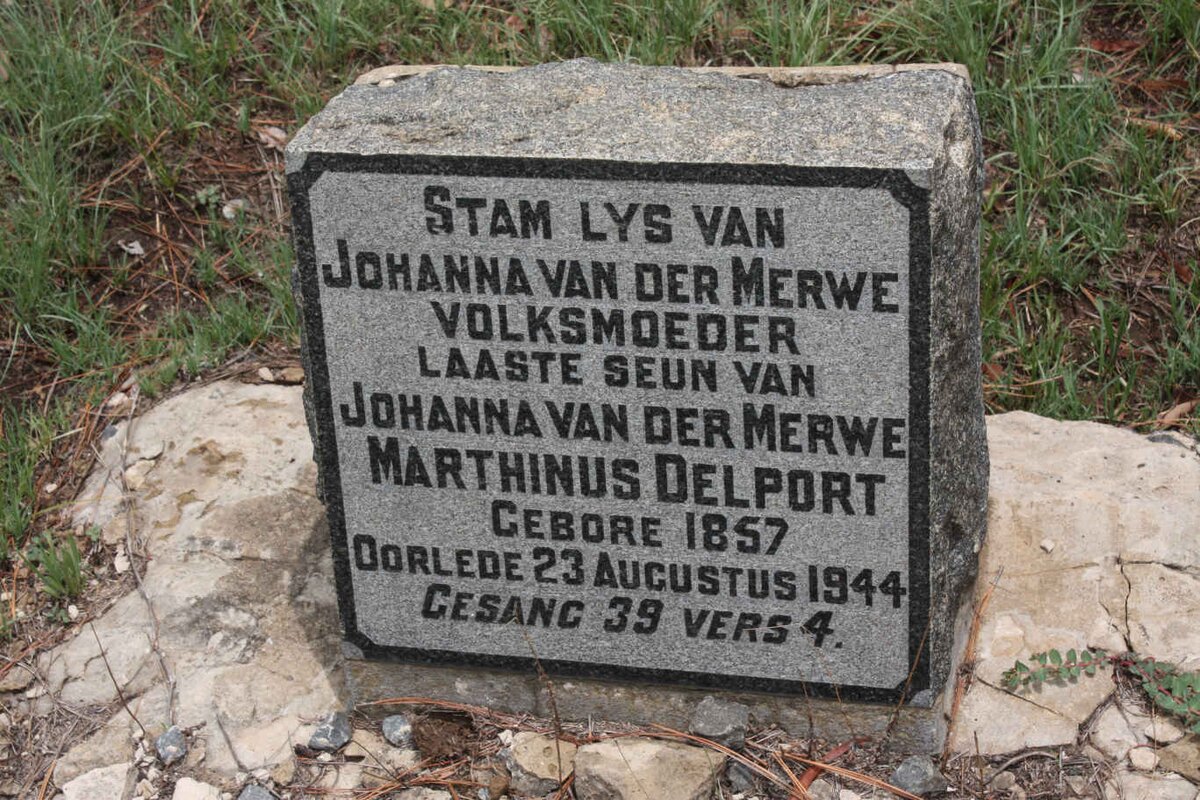 STAM LYS VAN
JOHANNA VAN DER MERWE
VOLKSMOEDER
LAASTE SEUN VAN
JOHANNA VAN DER MERWE
MARTHINUS DELPORT
GEBORE 1857
OORLEDE 23 AUGUSTUS 1944
GESANG 39 VERS 4.